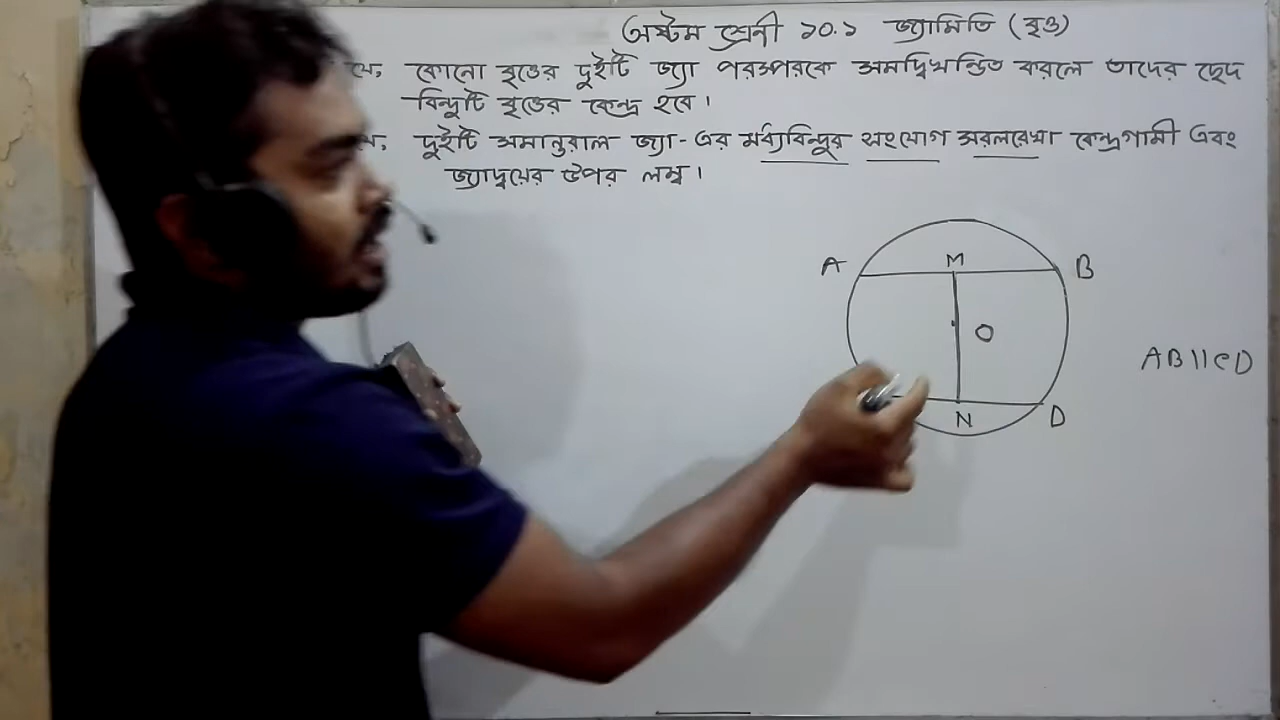 অষ্টম শ্রেনী ১০.১ জ্যামিতি (বৃত্ত)
যে, কোনো বৃত্তের দুইটি জ্যা পরস্পরকে সমদ্বিখন্ডিত করলে তাদের ছেদ
বিন্দুটি বৃত্তের কেন্দ্র হবে।
যে, দুইটি সমান্তরাল জ্যা-এর মধ্যবিন্দুর সংযোগ সরলরেখা কেন্দ্রগামী এবং
জ্যাদ্বয়ের উপর লম্ব।
A M B
O
AB||CD
N D